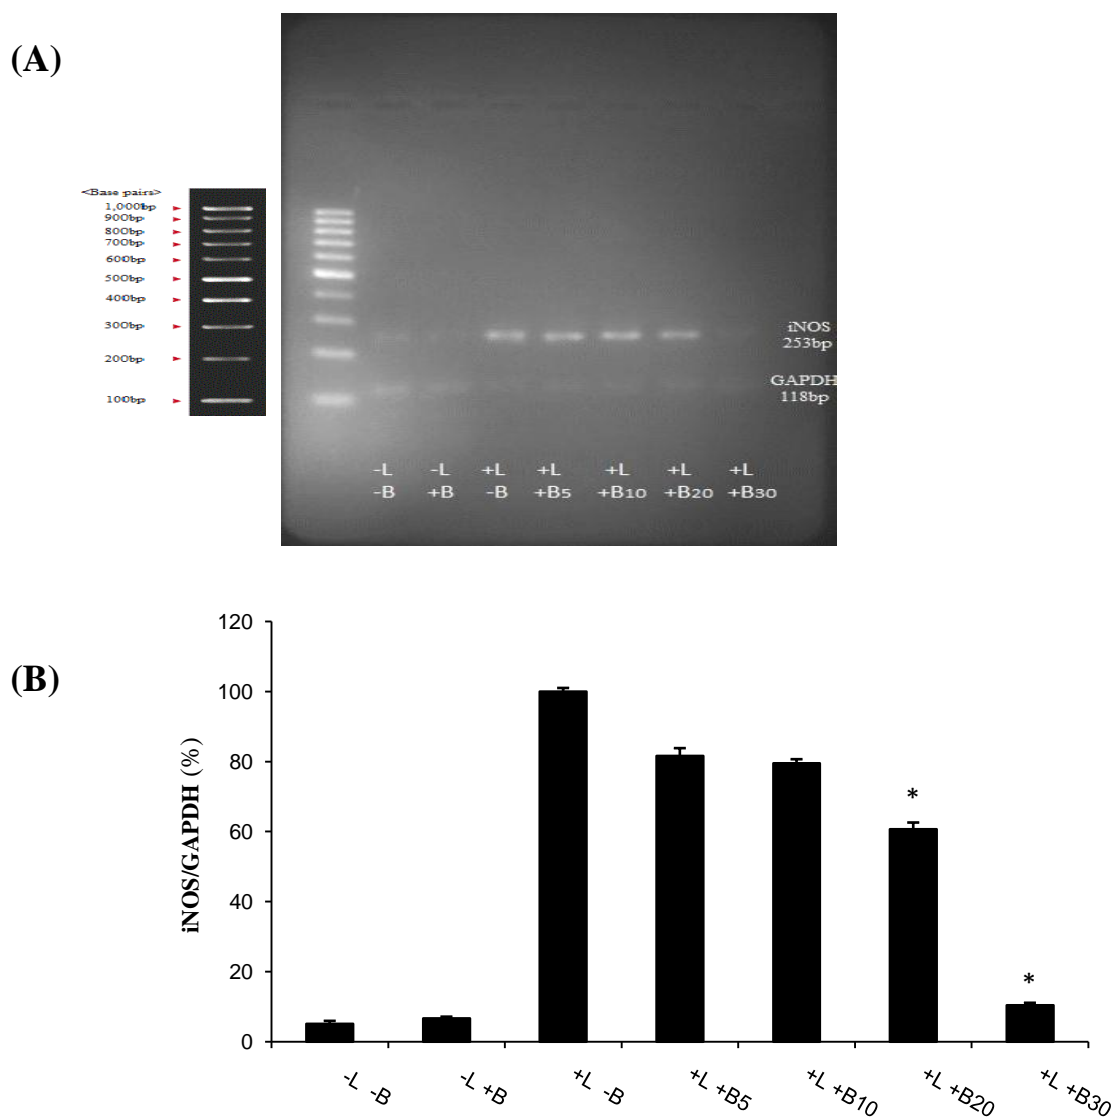 (A)
<Base pairs>
1,000bp
900bp
800bp
700bp
600bp
500bp
400bp
300bp
200bp
100bp
iNOS
253bp
GAPDH
118bp
-L -L +L +L +L +L +L
-B +B -B +B5 +B10 +B20 +B30
(B)
iNOS/GAPDH (%)
120
100
80
60
40
20
0
*
*
-L -B
-L +B
+L -B
+L +B5
+L +B10
+L +B20
+L +B30